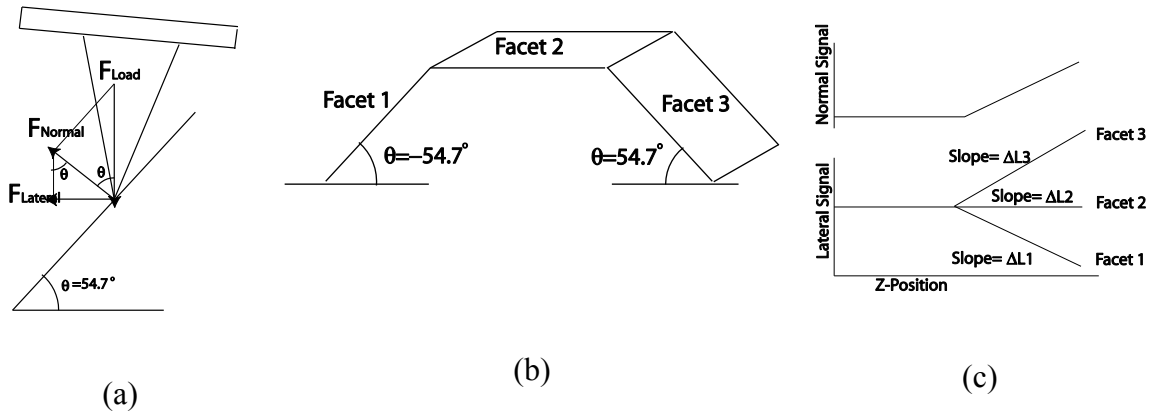 FLoad
FNormal
θ
θ
FLateral
θ=54.7°
(a)
Facet 1
Facet 2
Facet 3
θ=−54.7°
θ=54.7°
(b)
Normal Signal
Lateral Signal
Facet 3
Slope= ΔL3
Slope= ΔL2
Facet 2
Slope= ΔL1
Facet 1
Z-Position
(c)